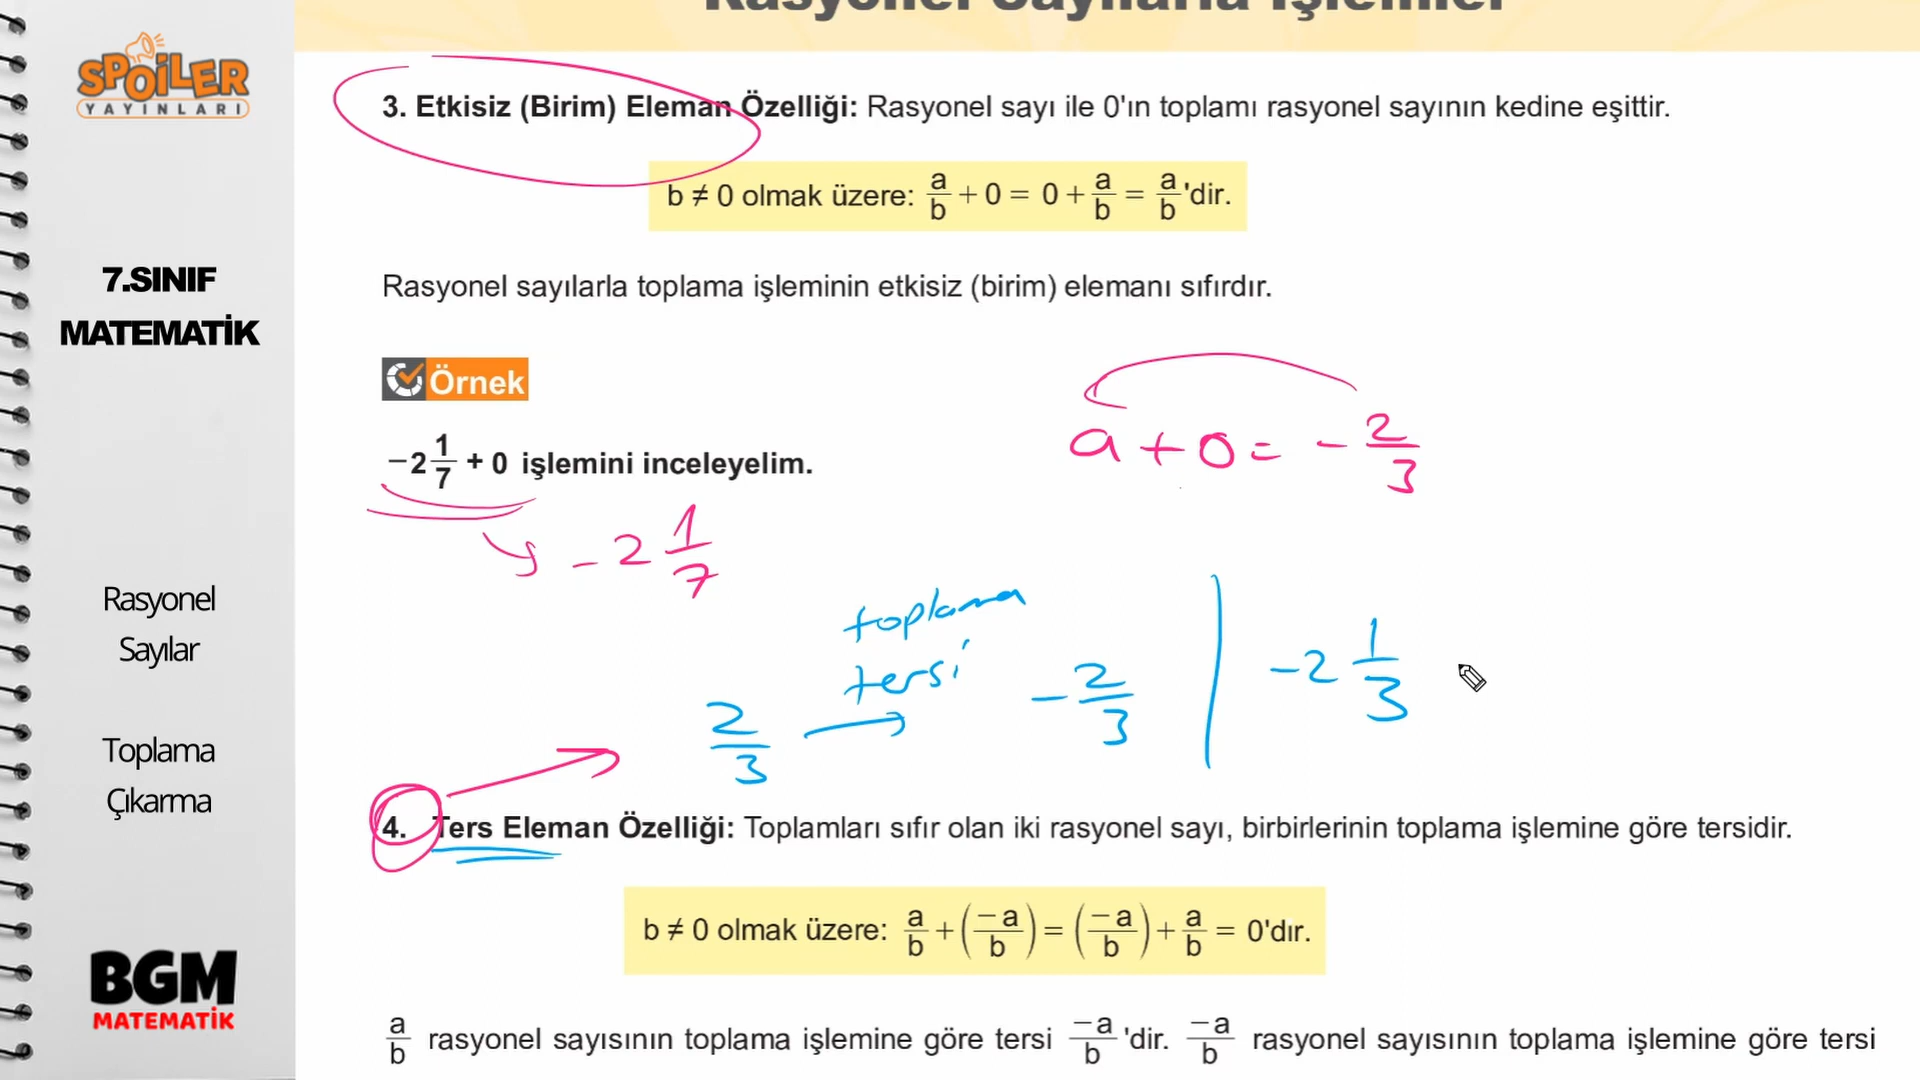 Rasyonel Sayılarla İşlemler
SPOiLER
YAYINLARI
7.SINIF
MATEMATİK
Rasyonel
Sayılar
Toplama
Çıkarma
BGM
MATEMATİK
3. Etkisiz (Birim) Eleman Özelliği: Rasyonel sayı ile 0'ın toplamı rasyonel sayının kedine eşittir.
b ≠ 0 olmak üzere: a/b + 0 = 0 + a/b = a/b 'dir.
Rasyonel sayılarla toplama işleminin etkisiz (birim) elemanı sıfırdır.
Örnek
−2 1/7 + 0 işlemini inceleyelim.
a + 0 = − 2/3
− 2 1/7
toplama
tersi
2/3 → − 2/3
−2 1/3
4. Ters Eleman Özelliği: Toplamları sıfır olan iki rasyonel sayı, birbirlerinin toplama işlemine göre tersidir.
b ≠ 0 olmak üzere: a/b + (−a/b) = (−a/b) + a/b = 0'dır.
a/b rasyonel sayısının toplama işlemine göre tersi −a/b 'dir. −a/b rasyonel sayısının toplama işlemine göre tersi